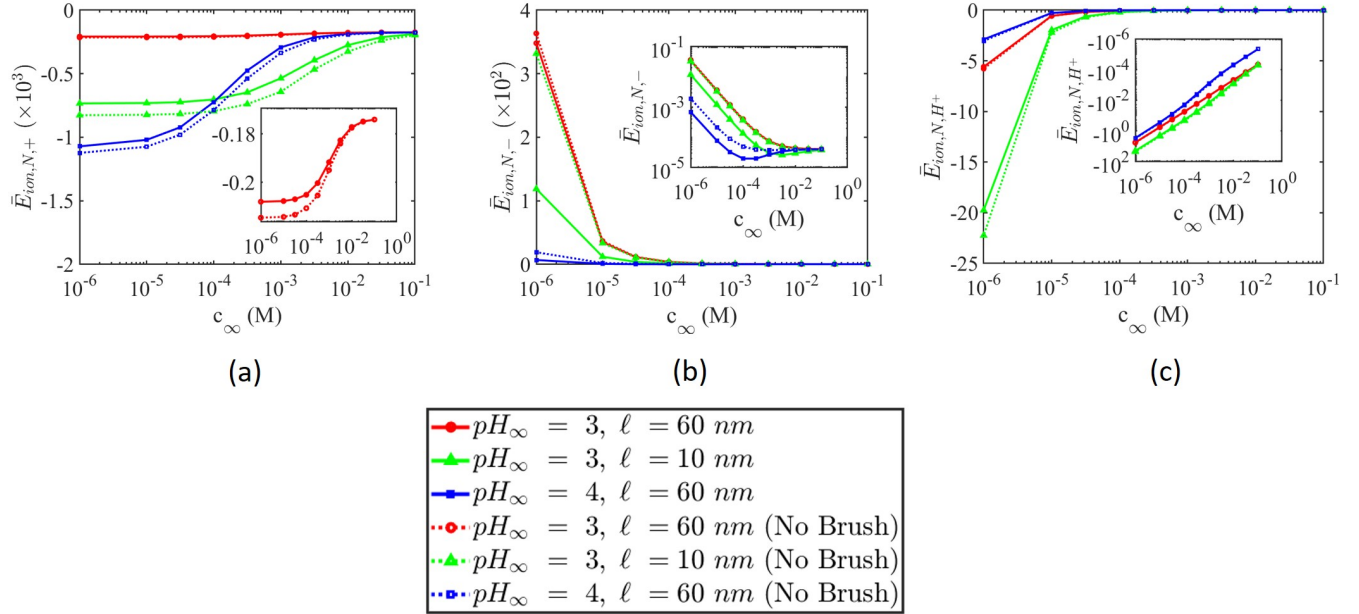 0
-0.5
-1
-1.5
-2
Ē_{ion,N,+} (×10³)
10⁻⁶ 10⁻⁵ 10⁻⁴ 10⁻³ 10⁻² 10⁻¹
c_∞ (M)
-0.18
-0.2
10⁻⁶ 10⁻⁴ 10⁻² 10⁰
(a)
4
3
2
1
0
Ē_{ion,N,−} (×10²)
10⁻⁶ 10⁻⁵ 10⁻⁴ 10⁻³ 10⁻² 10⁻¹
c_∞ (M)
10⁻¹
10⁻³
10⁻⁵
Ē_{ion,N,−}
10⁻⁶ 10⁻⁴ 10⁻² 10⁰
c_∞ (M)
(b)
0
-5
-10
-15
-20
-25
Ē_{ion,N,H⁺}
10⁻⁶ 10⁻⁵ 10⁻⁴ 10⁻³ 10⁻² 10⁻¹
c_∞ (M)
-10⁻⁶
-10⁻⁴
-10⁻²
-10⁰
-10²
Ē_{ion,N,H⁺}
10⁻⁶ 10⁻⁴ 10⁻² 10⁰
c_∞ (M)
(c)
pH_∞ = 3, ℓ = 60 nm
pH_∞ = 3, ℓ = 10 nm
pH_∞ = 4, ℓ = 60 nm
pH_∞ = 3, ℓ = 60 nm (No Brush)
pH_∞ = 3, ℓ = 10 nm (No Brush)
pH_∞ = 4, ℓ = 60 nm (No Brush)